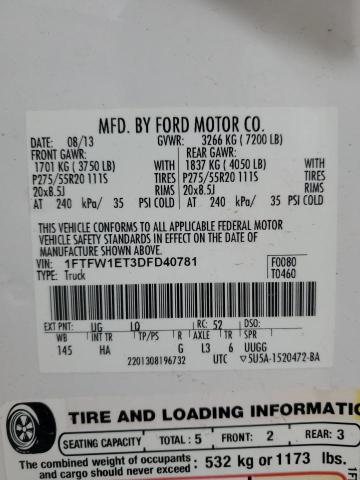 MFD. BY FORD MOTOR CO.
DATE: 08/13 GVWR: 3266 KG (7200 LB)
FRONT GAWR: REAR GAWR:
1701 KG (3750 LB) WITH 1837 KG (4050 LB) WITH
P275/55R20 111S TIRES P275/55R20 111S TIRES
20x8.5J RIMS 20x8.5J RIMS
AT 240 kPa/ 35 PSI COLD AT 240 kPa/ 35 PSI COLD
THIS VEHICLE CONFORMS TO ALL APPLICABLE FEDERAL MOTOR
VEHICLE SAFETY AND THEFT PREVENTION STANDARDS IN EFFECT
ON THE DATE OF MANUFACTURE SHOWN ABOVE.
VIN: 1FTFW1ET3DFD40781 F0080
TYPE: Truck T0460
EXT PNT: UG RC: 52 DSO:
WB INT TR TP/PS R AXLE TR SPR
145 HA G L3 6 UUGG
2201308196732 UTC 5U5A-1520472-BA
TIRE AND LOADING INFORMATIO
SEATING CAPACITY TOTAL: 5 FRONT: 2 REAR: 3
The combined weight of occupants and cargo should never exceed: 532 kg or 1173 lbs.